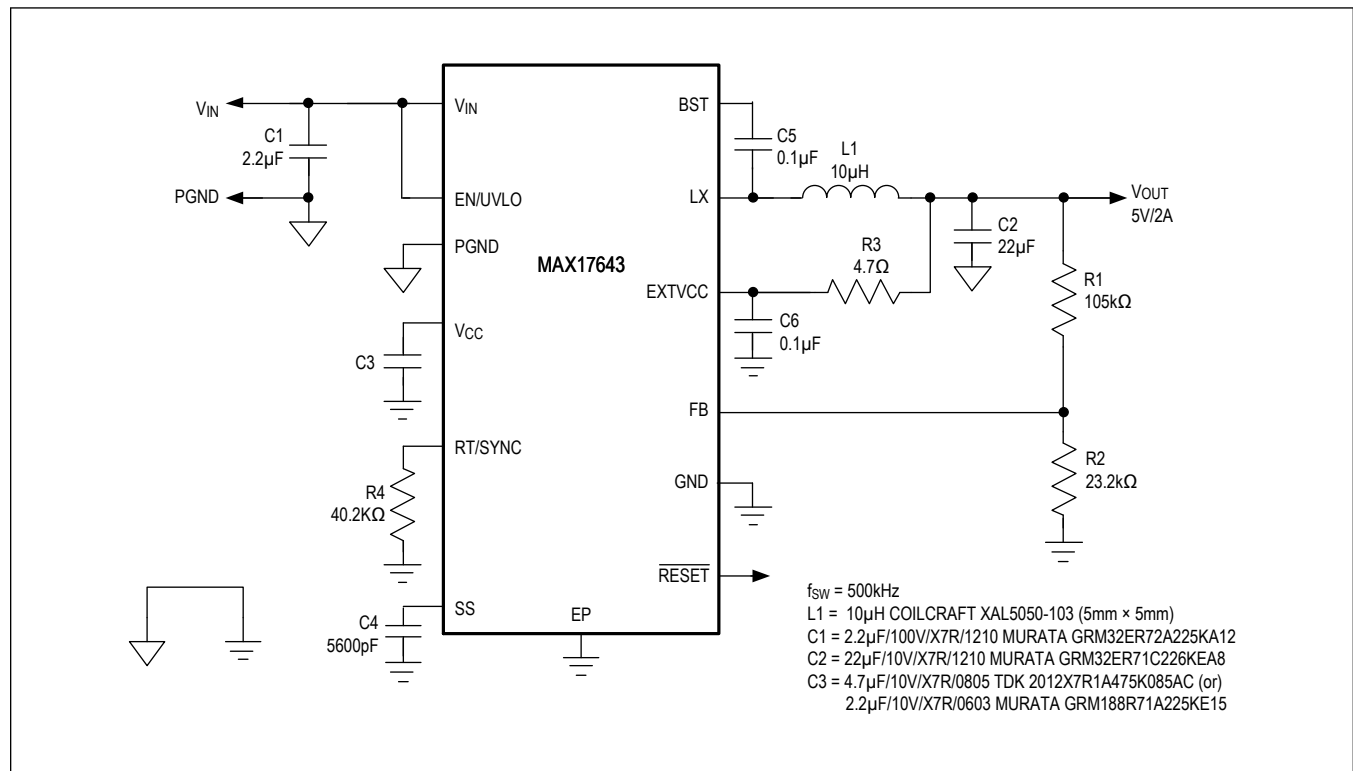 VIN
C1
2.2µF
PGND
VIN
EN/UVLO
PGND
VCC
C3
RT/SYNC
R4
40.2KΩ
SS
C4
5600pF
MAX17643
EP
BST
C5
0.1µF
LX
L1
10µH
EXTVCC
R3
4.7Ω
C6
0.1µF
C2
22µF
VOUT
5V/2A
R1
105kΩ
FB
R2
23.2kΩ
GND
RESET
fSW = 500kHz
L1 = 10µH COILCRAFT XAL5050-103 (5mm × 5mm)
C1 = 2.2µF/100V/X7R/1210 MURATA GRM32ER72A225KA12
C2 = 22µF/10V/X7R/1210 MURATA GRM32ER71C226KEA8
C3 = 4.7µF/10V/X7R/0805 TDK 2012X7R1A475K085AC (or)
2.2µF/10V/X7R/0603 MURATA GRM188R71A225KE15